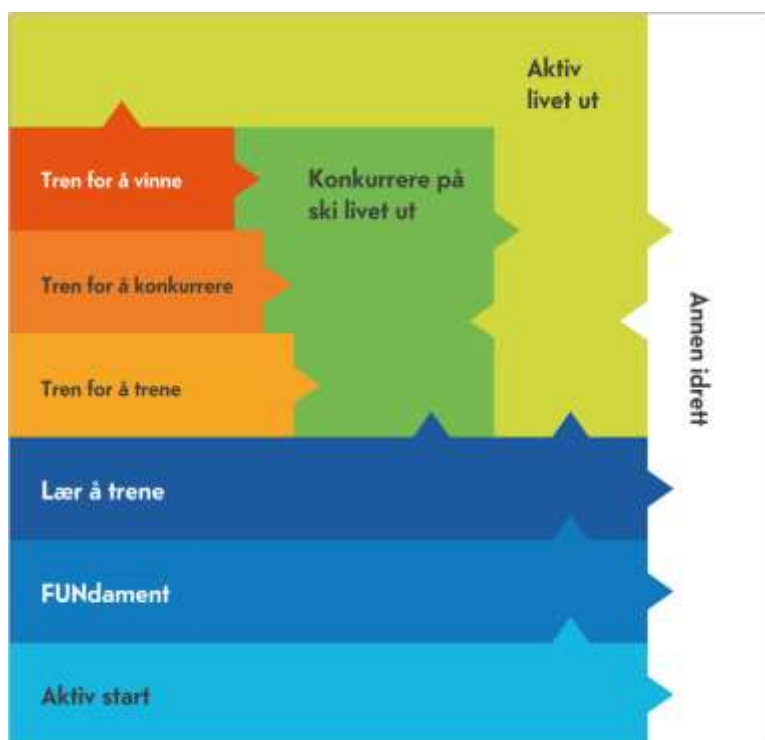 Aktiv
livet ut
Tren for å vinne
Konkurrere på
ski livet ut
Tren for å konkurrere
Annen idrett
Tren for å trene
Lær å trene
FUNdament
Aktiv start